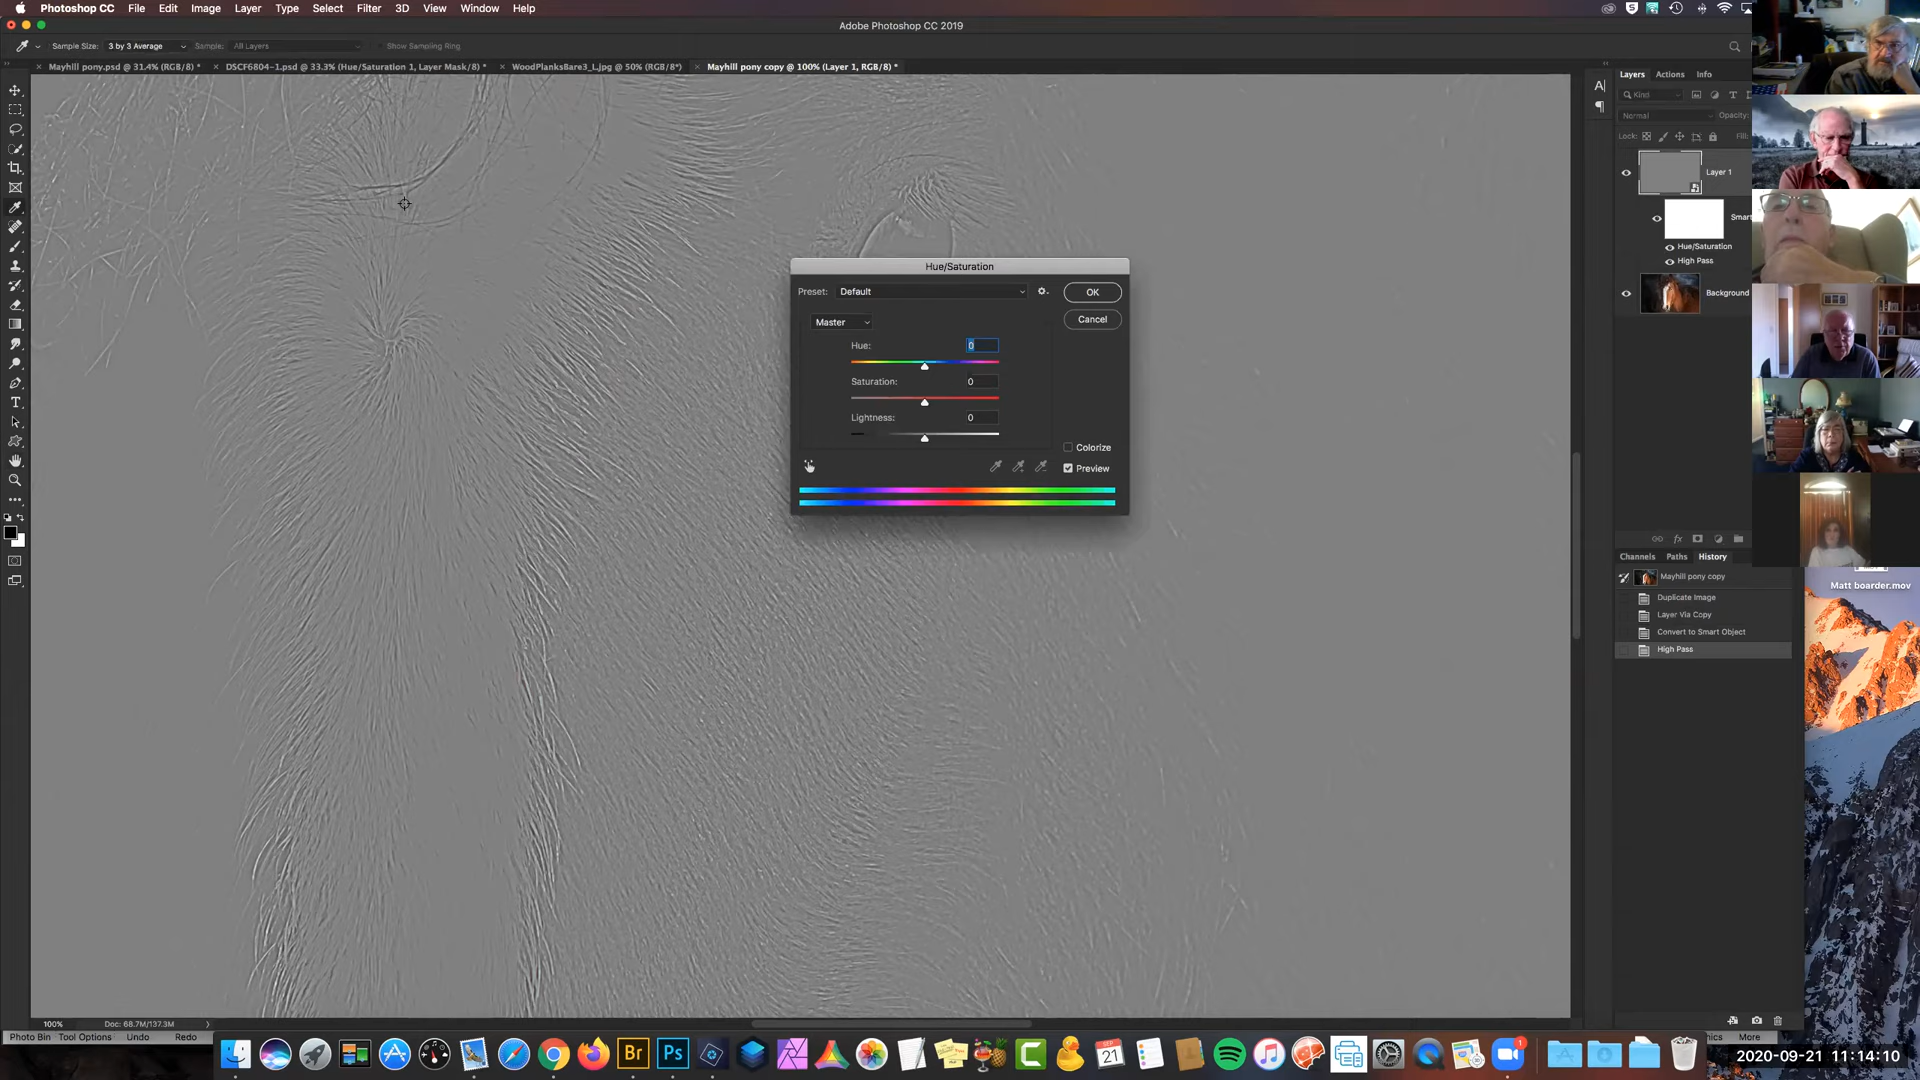 Photoshop CC File Edit Image Layer Type Select Filter 3D View Window Help
Adobe Photoshop CC 2019
Sample Size: 3 by 3 Average Sample: All Layers Show Sampling Ring
Mayhill pony.psd @ 31.4% (RGB/8) * DSCF6804-1.psd @ 33.3% (Hue/Saturation 1, Layer Mask/8) * WoodPlanksBare3_L.jpg @ 50% (RGB/8*) Mayhill pony copy @ 100% (Layer 1, RGB/8) *
Layers Actions Info
Kind
Normal Opacity:
Lock: Fill:
Layer 1
Smart
Hue/Saturation
High Pass
Background
Hue/Saturation
Preset: Default
OK
Master
Cancel
Hue: 0
Saturation: 0
Lightness: 0
Colorize
Preview
Channels Paths History
Mayhill pony copy
Duplicate Image
Layer Via Copy
Convert to Smart Object
High Pass
Matt boarder.mov
100% Doc: 68.7M/137.3M
Photo Bin Tool Options Undo Redo
More
Br Ps
SEP
21
1
2020-09-21 11:14:10